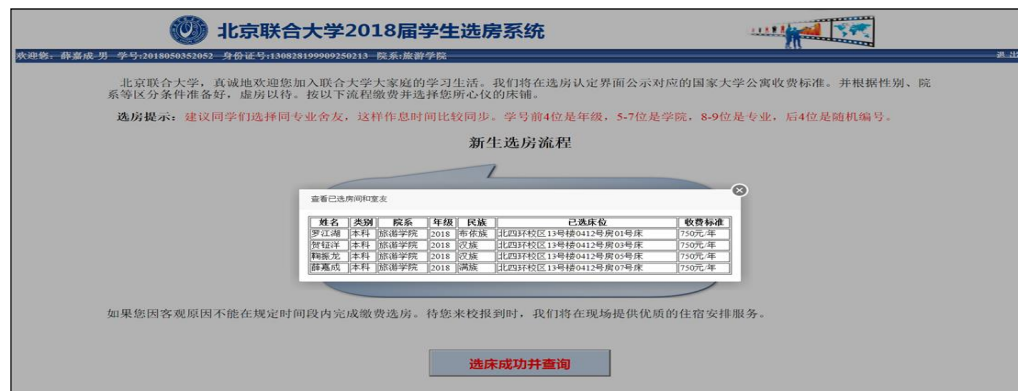 北京联合大学2018届学生选房系统
欢迎您：薛嘉成-男 学号:2018050352052 身份证号:130828199909250213 院系:旅游学院 退出
北京联合大学，真诚地欢迎您加入联合大学大家庭的学习生活。我们将在选房认定界面公示对应的国家大学公寓收费标准。并根据性别、院
系等区分条件准备好，虚房以待。按以下流程缴费并选择您所心仪的床铺。
选房提示：建议同学们选择同专业舍友，这样作息时间比较同步。学号前4位是年级，5-7位是学院，8-9位是专业，后4位是随机编号。
新生选房流程
查看已选房间和室友
姓名 类别 院系 年级 民族 已选床位 收费标准
罗江湖 本科 旅游学院 2018 布依族 北四环校区13号楼0412号房01号床 750元/年
贺钰洋 本科 旅游学院 2018 汉族 北四环校区13号楼0412号房03号床 750元/年
鞠振龙 本科 旅游学院 2018 汉族 北四环校区13号楼0412号房05号床 750元/年
薛嘉成 本科 旅游学院 2018 满族 北四环校区13号楼0412号房07号床 750元/年
如果您因客观原因不能在规定时间段内完成缴费选房。待您来校报到时，我们将在现场提供优质的住宿安排服务。
选床成功并查询